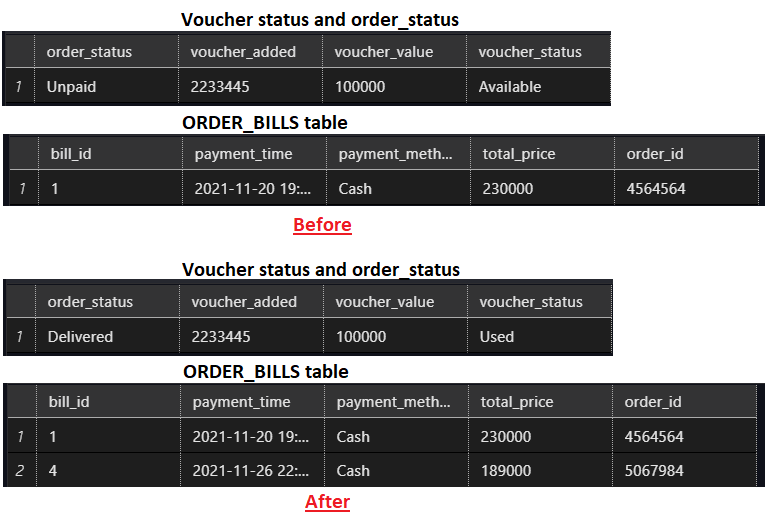 Voucher status and order_status
order_status voucher_added voucher_value voucher_status
1 Unpaid 2233445 100000 Available
ORDER_BILLS table
bill_id payment_time payment_meth... total_price order_id
1 1 2021-11-20 19:... Cash 230000 4564564
Before
Voucher status and order_status
order_status voucher_added voucher_value voucher_status
1 Delivered 2233445 100000 Used
ORDER_BILLS table
bill_id payment_time payment_meth... total_price order_id
1 1 2021-11-20 19:... Cash 230000 4564564
2 4 2021-11-26 22:... Cash 189000 5067984
After